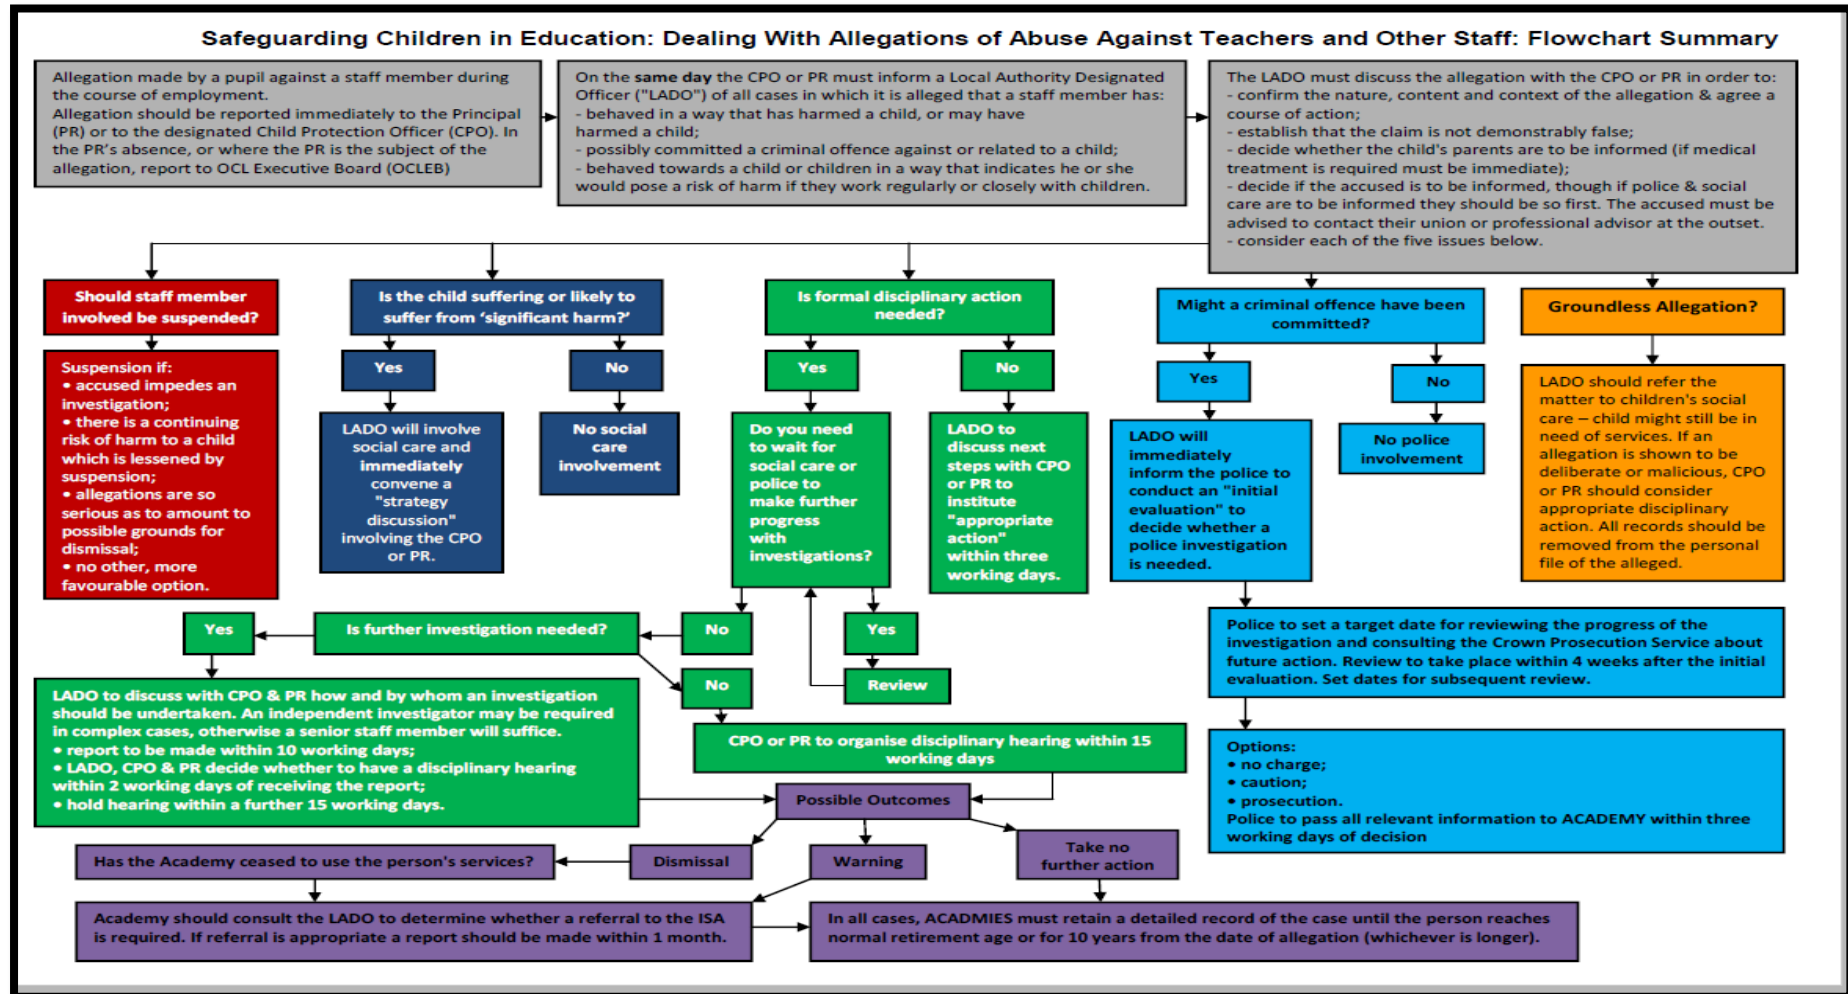 Safeguarding Children in Education: Dealing With Allegations of Abuse Against Teachers and Other Staff: Flowchart Summary
Allegation made by a pupil against a staff member during
the course of employment.
Allegation should be reported immediately to the Principal
(PR) or to the designated Child Protection Officer (CPO). In
the PR's absence, or where the PR is the subject of the
allegation, report to OCL Executive Board (OCLEB)
On the same day the CPO or PR must inform a Local Authority Designated
Officer ("LADO") of all cases in which it is alleged that a staff member has:
- behaved in a way that has harmed a child, or may have
harmed a child;
- possibly committed a criminal offence against or related to a child;
- behaved towards a child or children in a way that indicates he or she
would pose a risk of harm if they work regularly or closely with children.
The LADO must discuss the allegation with the CPO or PR in order to:
- confirm the nature, content and context of the allegation & agree a
course of action;
- establish that the claim is not demonstrably false;
- decide whether the child's parents are to be informed (if medical
treatment is required must be immediate);
- decide if the accused is to be informed, though if police & social
care are to be informed they should be so first. The accused must be
advised to contact their union or professional advisor at the outset.
- consider each of the five issues below.
Should staff member
involved be suspended?
Is the child suffering or likely to
suffer from 'significant harm?'
Is formal disciplinary action
needed?
Might a criminal offence have been
committed?
Groundless Allegation?
Suspension if:
• accused impedes an
investigation;
• there is a continuing
risk of harm to a child
which is lessened by
suspension;
• allegations are so
serious as to amount to
possible grounds for
dismissal;
• no other, more
favourable option.
Yes
No
LADO will involve
social care and
immediately
convene a
"strategy
discussion"
involving the CPO
or PR.
No social
care
involvement
Yes
No
Do you need
to wait for
social care or
police to
make further
progress
with
investigations?
LADO to
discuss next
steps with CPO
or PR to
institute
"appropriate
action"
within three
working days.
Yes
No
LADO will
immediately
inform the police to
conduct an "initial
evaluation" to
decide whether a
police investigation
is needed.
No police
involvement
LADO should refer the
matter to children's social
care – child might still be in
need of services. If an
allegation is shown to be
deliberate or malicious, CPO
or PR should consider
appropriate disciplinary
action. All records should be
removed from the personal
file of the alleged.
Yes
Is further investigation needed?
No
Yes
No
Review
Police to set a target date for reviewing the progress of the
investigation and consulting the Crown Prosecution Service about
future action. Review to take place within 4 weeks after the initial
evaluation. Set dates for subsequent review.
LADO to discuss with CPO & PR how and by whom an investigation
should be undertaken. An independent investigator may be required
in complex cases, otherwise a senior staff member will suffice.
• report to be made within 10 working days;
• LADO, CPO & PR decide whether to have a disciplinary hearing
within 2 working days of receiving the report;
• hold hearing within a further 15 working days.
CPO or PR to organise disciplinary hearing within 15
working days
Options:
• no charge;
• caution;
• prosecution.
Police to pass all relevant information to ACADEMY within three
working days of decision
Possible Outcomes
Has the Academy ceased to use the person's services?
Dismissal
Warning
Take no
further action
Academy should consult the LADO to determine whether a referral to the ISA
is required. If referral is appropriate a report should be made within 1 month.
In all cases, ACADMIES must retain a detailed record of the case until the person reaches
normal retirement age or for 10 years from the date of allegation (whichever is longer).